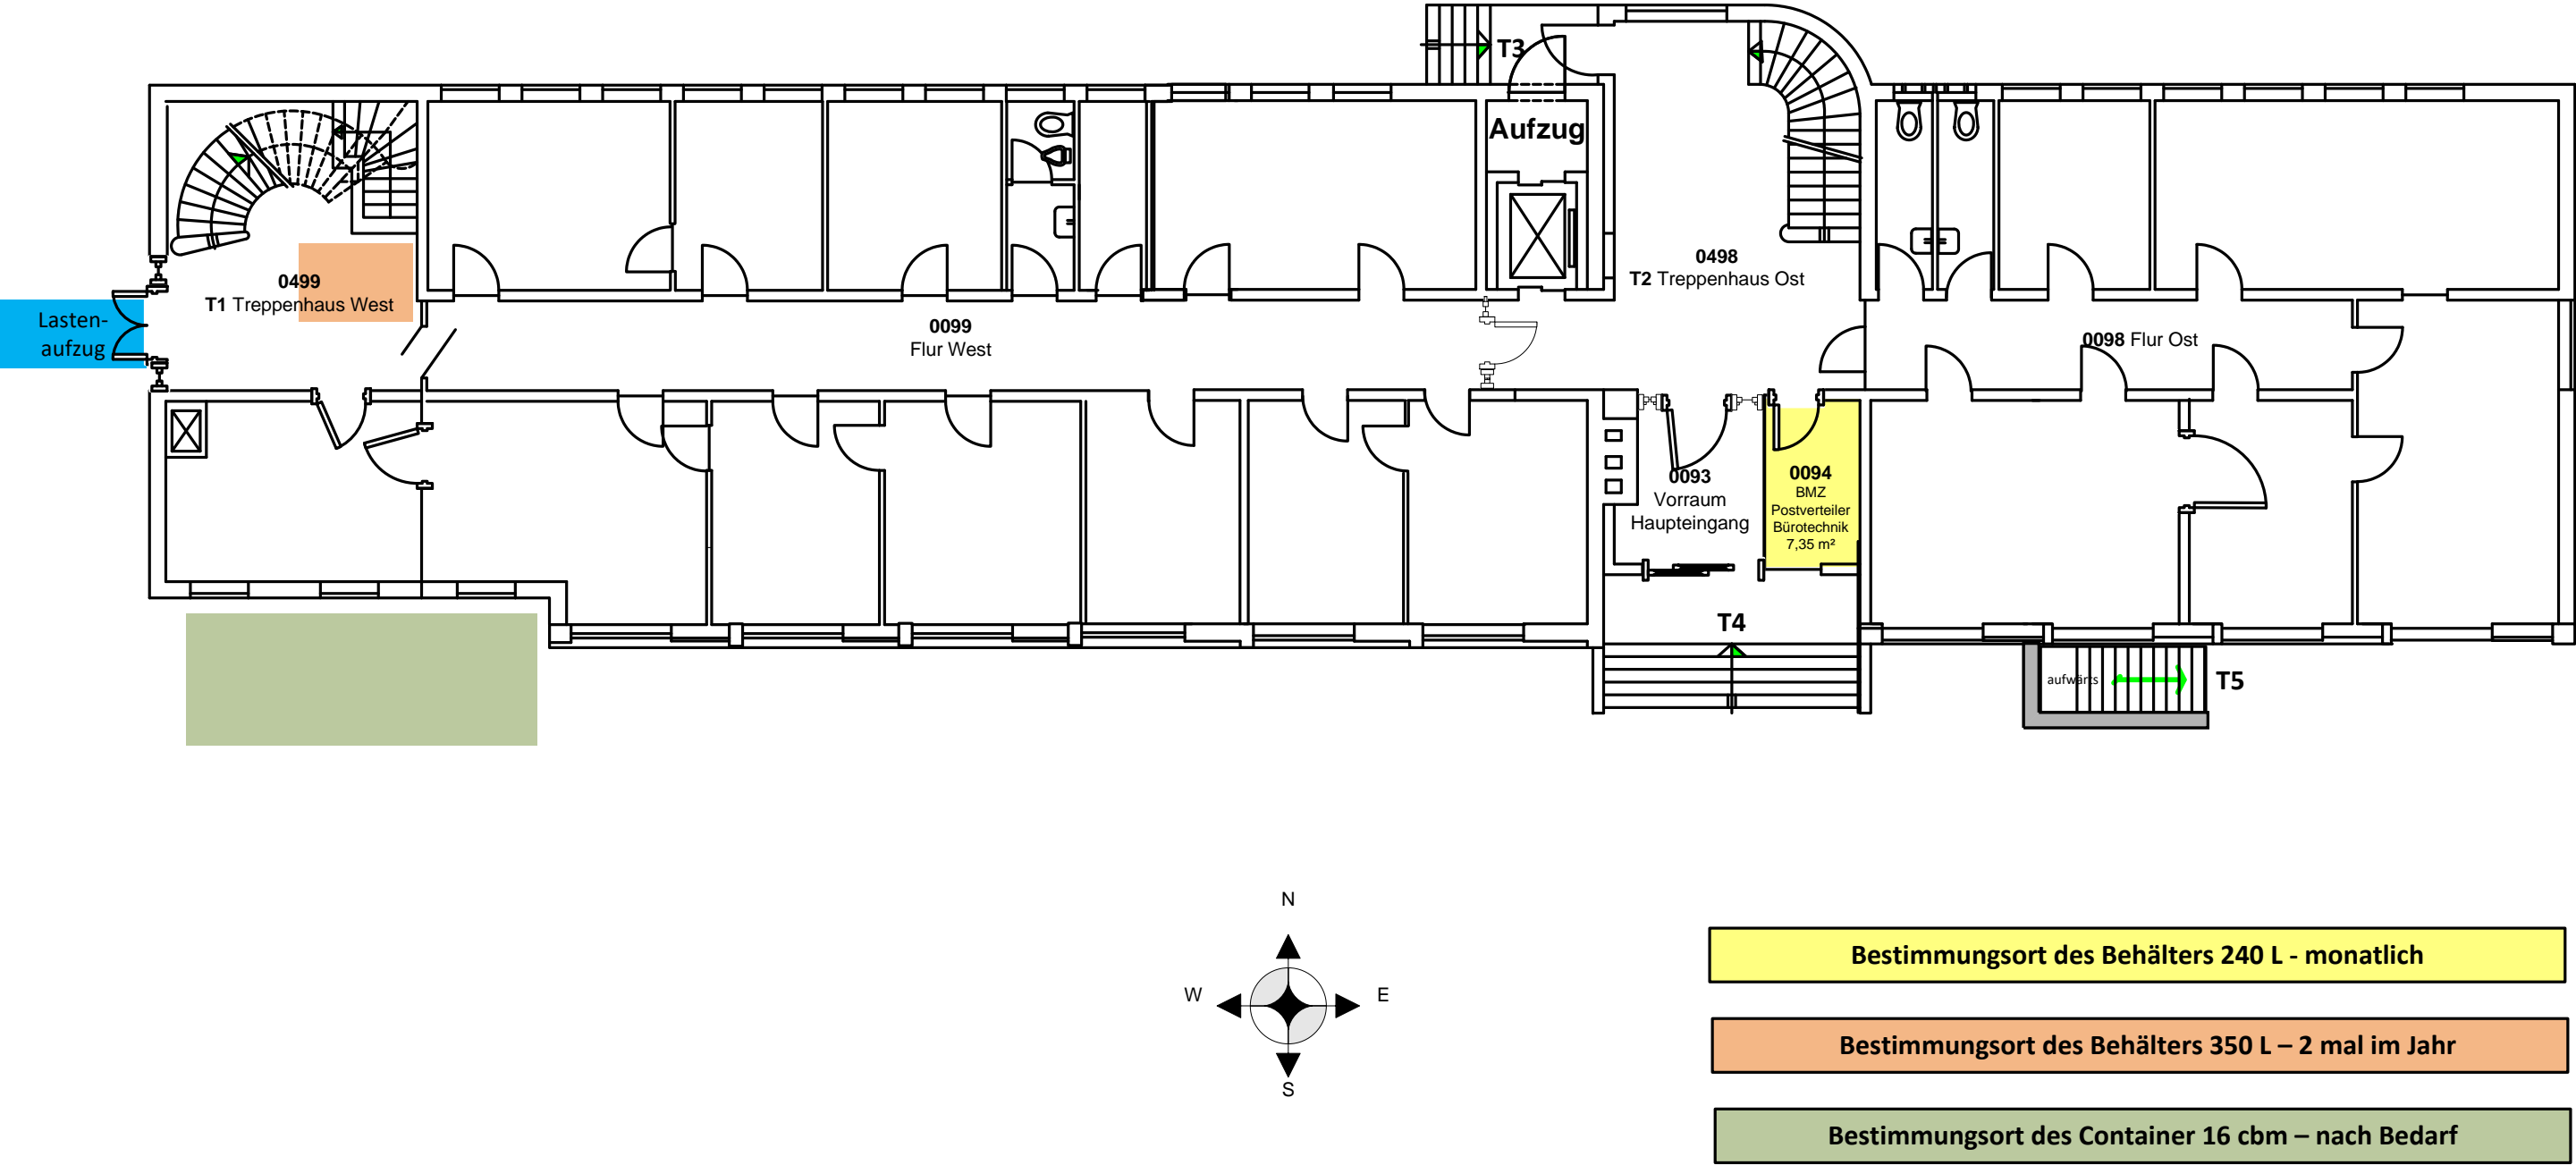 T3
Aufzug
0499
T1 Treppenhaus West
0498
T2 Treppenhaus Ost
Lasten-
aufzug
0099
Flur West
0098 Flur Ost
0093
Vorraum
Haupteingang
0094
BMZ
Postverteiler
Bürotechnik
7,35 m²
T4
aufwärts
T5
N
W
E
S
Bestimmungsort des Behälters 240 L - monatlich
Bestimmungsort des Behälters 350 L – 2 mal im Jahr
Bestimmungsort des Container 16 cbm – nach Bedarf